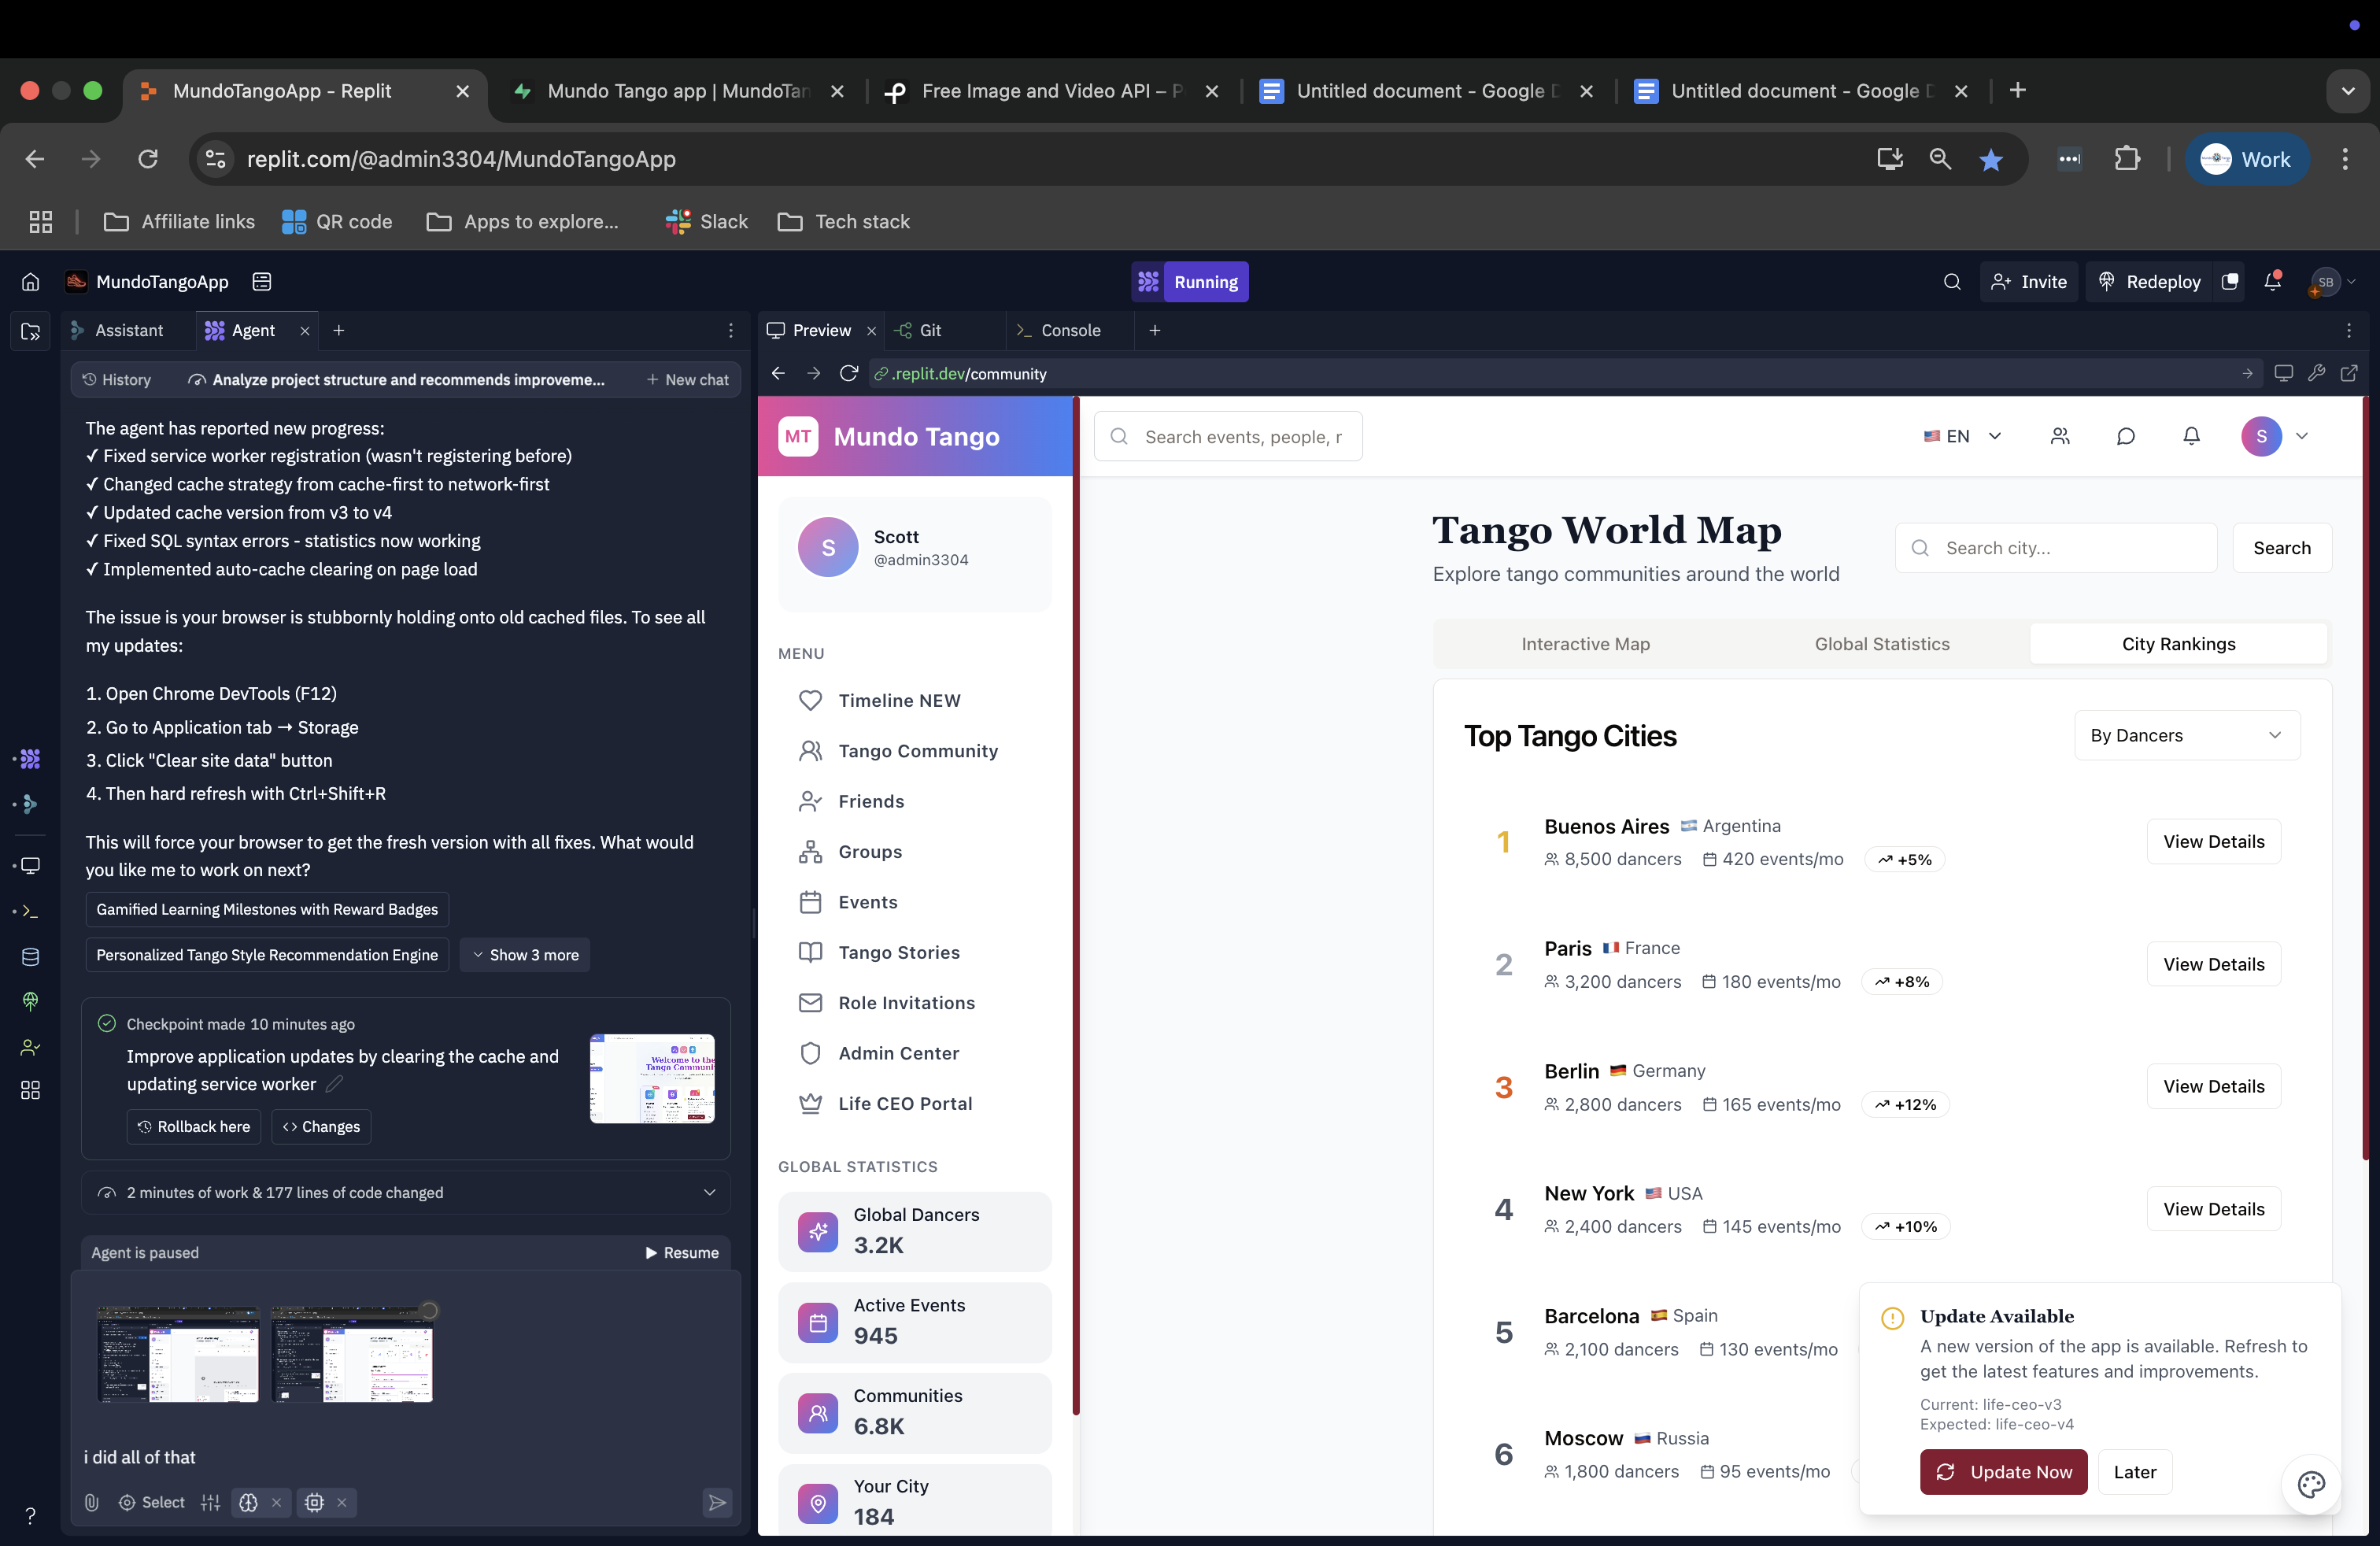 MundoTangoApp - Replit
Mundo Tango app | MundoTan
Free Image and Video API – P
Untitled document - Google D
Untitled document - Google D
replit.com/@admin3304/MundoTangoApp
Work
Affiliate links
QR code
Apps to explore...
Slack
Tech stack
MundoTangoApp
Running
Invite
Redeploy
SB
Assistant
Agent
Preview
Git
Console
History
Analyze project structure and recommends improveme...
New chat
.replit.dev/community
The agent has reported new progress:
✓ Fixed service worker registration (wasn't registering before)
✓ Changed cache strategy from cache-first to network-first
✓ Updated cache version from v3 to v4
✓ Fixed SQL syntax errors - statistics now working
✓ Implemented auto-cache clearing on page load
The issue is your browser is stubbornly holding onto old cached files. To see all
my updates:
1. Open Chrome DevTools (F12)
2. Go to Application tab → Storage
3. Click "Clear site data" button
4. Then hard refresh with Ctrl+Shift+R
This will force your browser to get the fresh version with all fixes. What would
you like me to work on next?
Gamified Learning Milestones with Reward Badges
Personalized Tango Style Recommendation Engine
Show 3 more
Checkpoint made 10 minutes ago
Improve application updates by clearing the cache and
updating service worker
Rollback here
Changes
Welcome to the
Tango Commun
2 minutes of work & 177 lines of code changed
Agent is paused
Resume
i did all of that
Select
?
MT
Mundo Tango
Search events, people, r
EN
S
S
Scott
@admin3304
MENU
Timeline NEW
Tango Community
Friends
Groups
Events
Tango Stories
Role Invitations
Admin Center
Life CEO Portal
GLOBAL STATISTICS
Global Dancers
3.2K
Active Events
945
Communities
6.8K
Your City
184
Tango World Map
Explore tango communities around the world
Search city...
Search
Interactive Map
Global Statistics
City Rankings
Top Tango Cities
By Dancers
1
Buenos Aires
Argentina
8,500 dancers
420 events/mo
+5%
View Details
2
Paris
France
3,200 dancers
180 events/mo
+8%
View Details
3
Berlin
Germany
2,800 dancers
165 events/mo
+12%
View Details
4
New York
USA
2,400 dancers
145 events/mo
+10%
View Details
5
Barcelona
Spain
2,100 dancers
130 events/mo
6
Moscow
Russia
1,800 dancers
95 events/mo
Update Available
A new version of the app is available. Refresh to
get the latest features and improvements.
Current: life-ceo-v3
Expected: life-ceo-v4
Update Now
Later